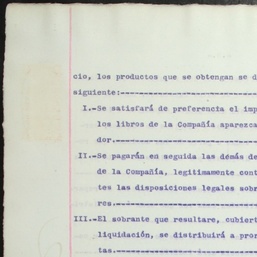 cio, los productos que se obtengan se d
siguiente:--------------------
I.-Se satisfará de preferencia el imp
los libros de la Compañía aparezca
dor.--------------------
II.-Se pagarán en seguida las demás de
de la Compañía, legitimamente cont
tes las disposiciones legales sobr
res.--------------------
III.-El sobrante que resultare, cubiert
liquidación, se distribuirá a pror
tas.--------------------